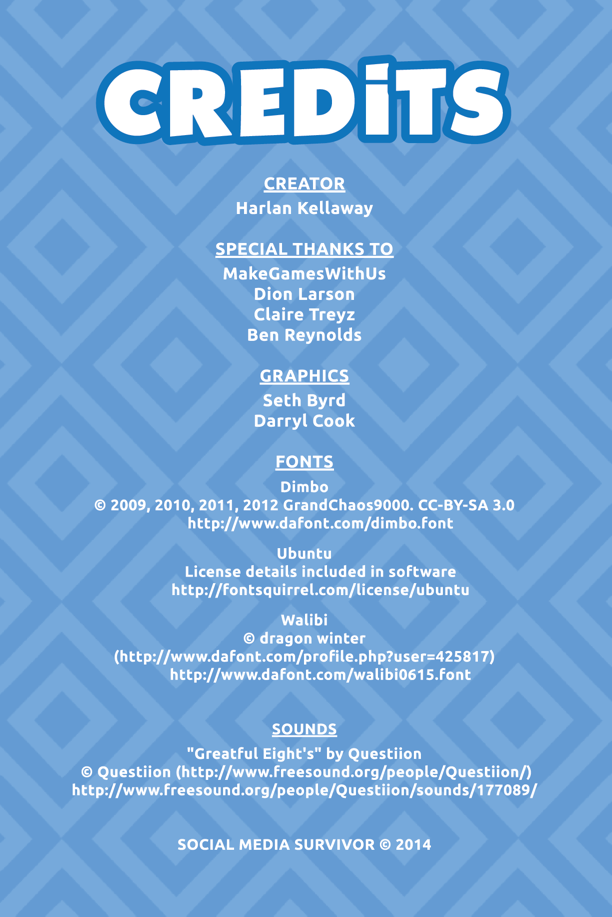 CREDiTS
CREATOR
Harlan Kellaway
SPECIAL THANKS TO
MakeGamesWithUs
Dion Larson
Claire Treyz
Ben Reynolds
GRAPHICS
Seth Byrd
Darryl Cook
FONTS
Dimbo
© 2009, 2010, 2011, 2012 GrandChaos9000. CC-BY-SA 3.0
http://www.dafont.com/dimbo.font
Ubuntu
License details included in software
http://fontsquirrel.com/license/ubuntu
Walibi
© dragon winter
(http://www.dafont.com/profile.php?user=425817)
http://www.dafont.com/walibi0615.font
SOUNDS
"Greatful Eight's" by Questiion
© Questiion (http://www.freesound.org/people/Questiion/)
http://www.freesound.org/people/Questiion/sounds/177089/
SOCIAL MEDIA SURVIVOR © 2014